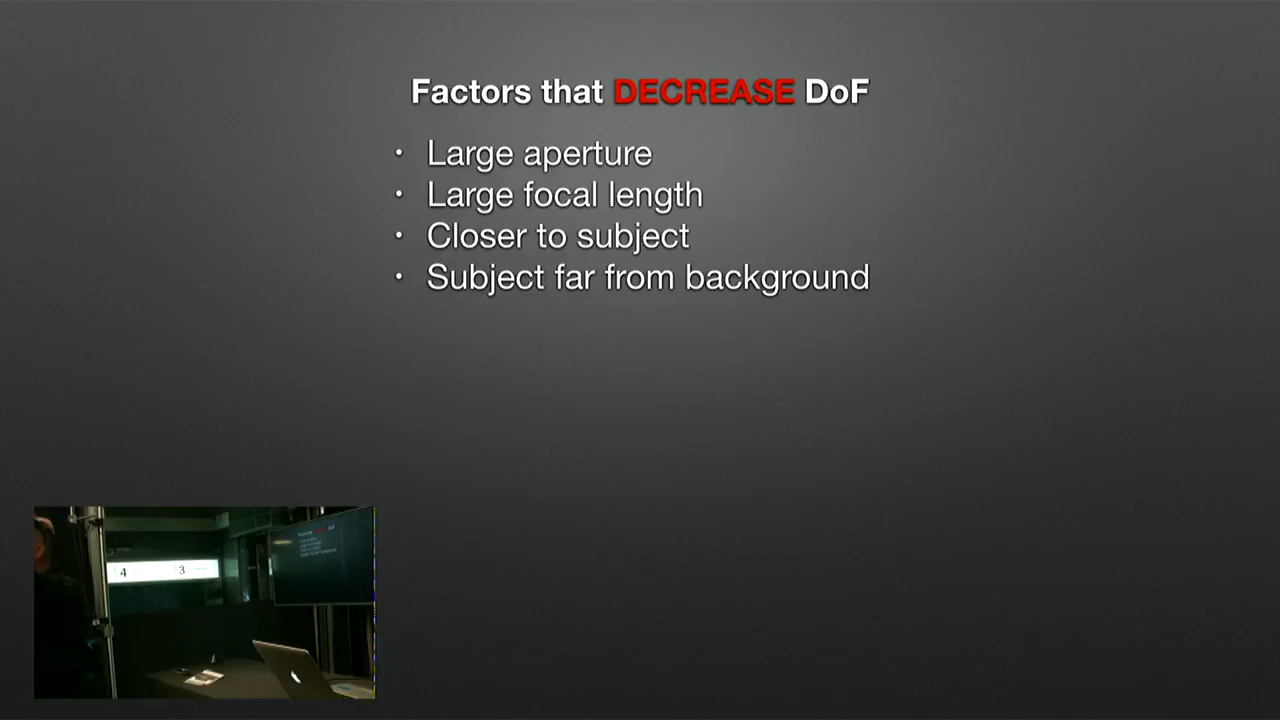 Factors that DECREASE DoF
• Large aperture
• Large focal length
• Closer to subject
• Subject far from background
4
3